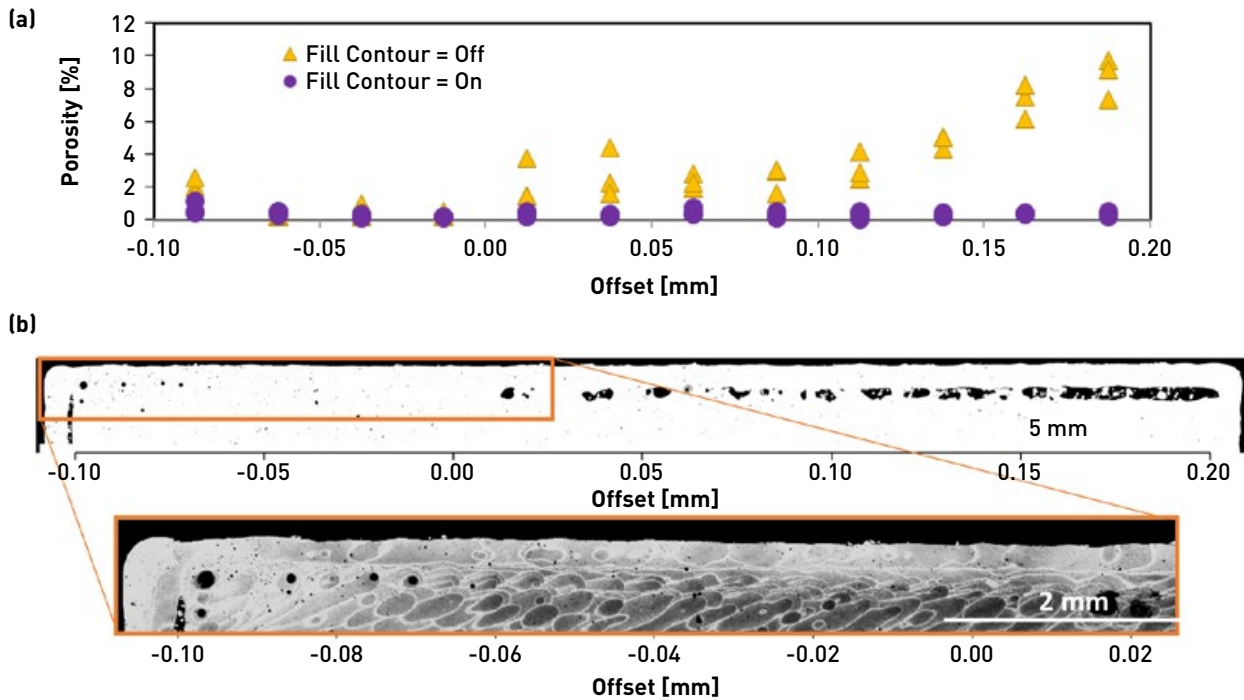 (a)
12
10
8
6
4
2
0
Porosity [%]
Fill Contour = Off
Fill Contour = On
-0.10 -0.05 0.00 0.05 0.10 0.15 0.20
Offset [mm]
(b)
5 mm
-0.10 -0.05 0.00 0.05 0.10 0.15 0.20
Offset [mm]
2 mm
-0.10 -0.08 -0.06 -0.04 -0.02 0.00 0.02
Offset [mm]